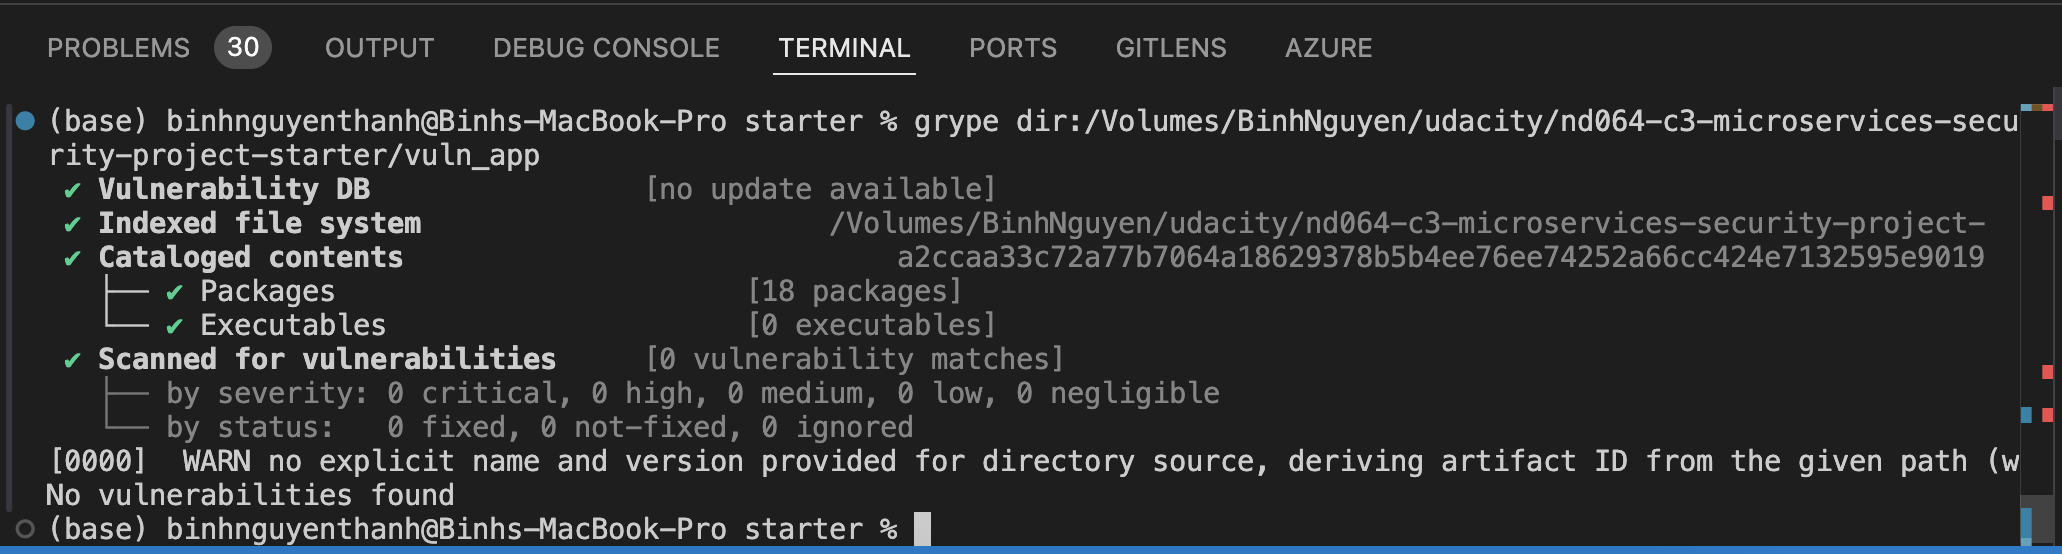 PROBLEMS 30 OUTPUT DEBUG CONSOLE TERMINAL PORTS GITLENS AZURE
(base) binhnguyenthanh@Binhs-MacBook-Pro starter % grype dir:/Volumes/BinhNguyen/udacity/nd064-c3-microservices-secu
rity-project-starter/vuln_app
✔ Vulnerability DB [no update available]
✔ Indexed file system /Volumes/BinhNguyen/udacity/nd064-c3-microservices-security-project-
✔ Cataloged contents a2ccaa33c72a77b7064a18629378b5b4ee76ee74252a66cc424e7132595e9019
├── ✔ Packages [18 packages]
└── ✔ Executables [0 executables]
✔ Scanned for vulnerabilities [0 vulnerability matches]
├── by severity: 0 critical, 0 high, 0 medium, 0 low, 0 negligible
└── by status: 0 fixed, 0 not-fixed, 0 ignored
[0000] WARN no explicit name and version provided for directory source, deriving artifact ID from the given path (w
No vulnerabilities found
(base) binhnguyenthanh@Binhs-MacBook-Pro starter %